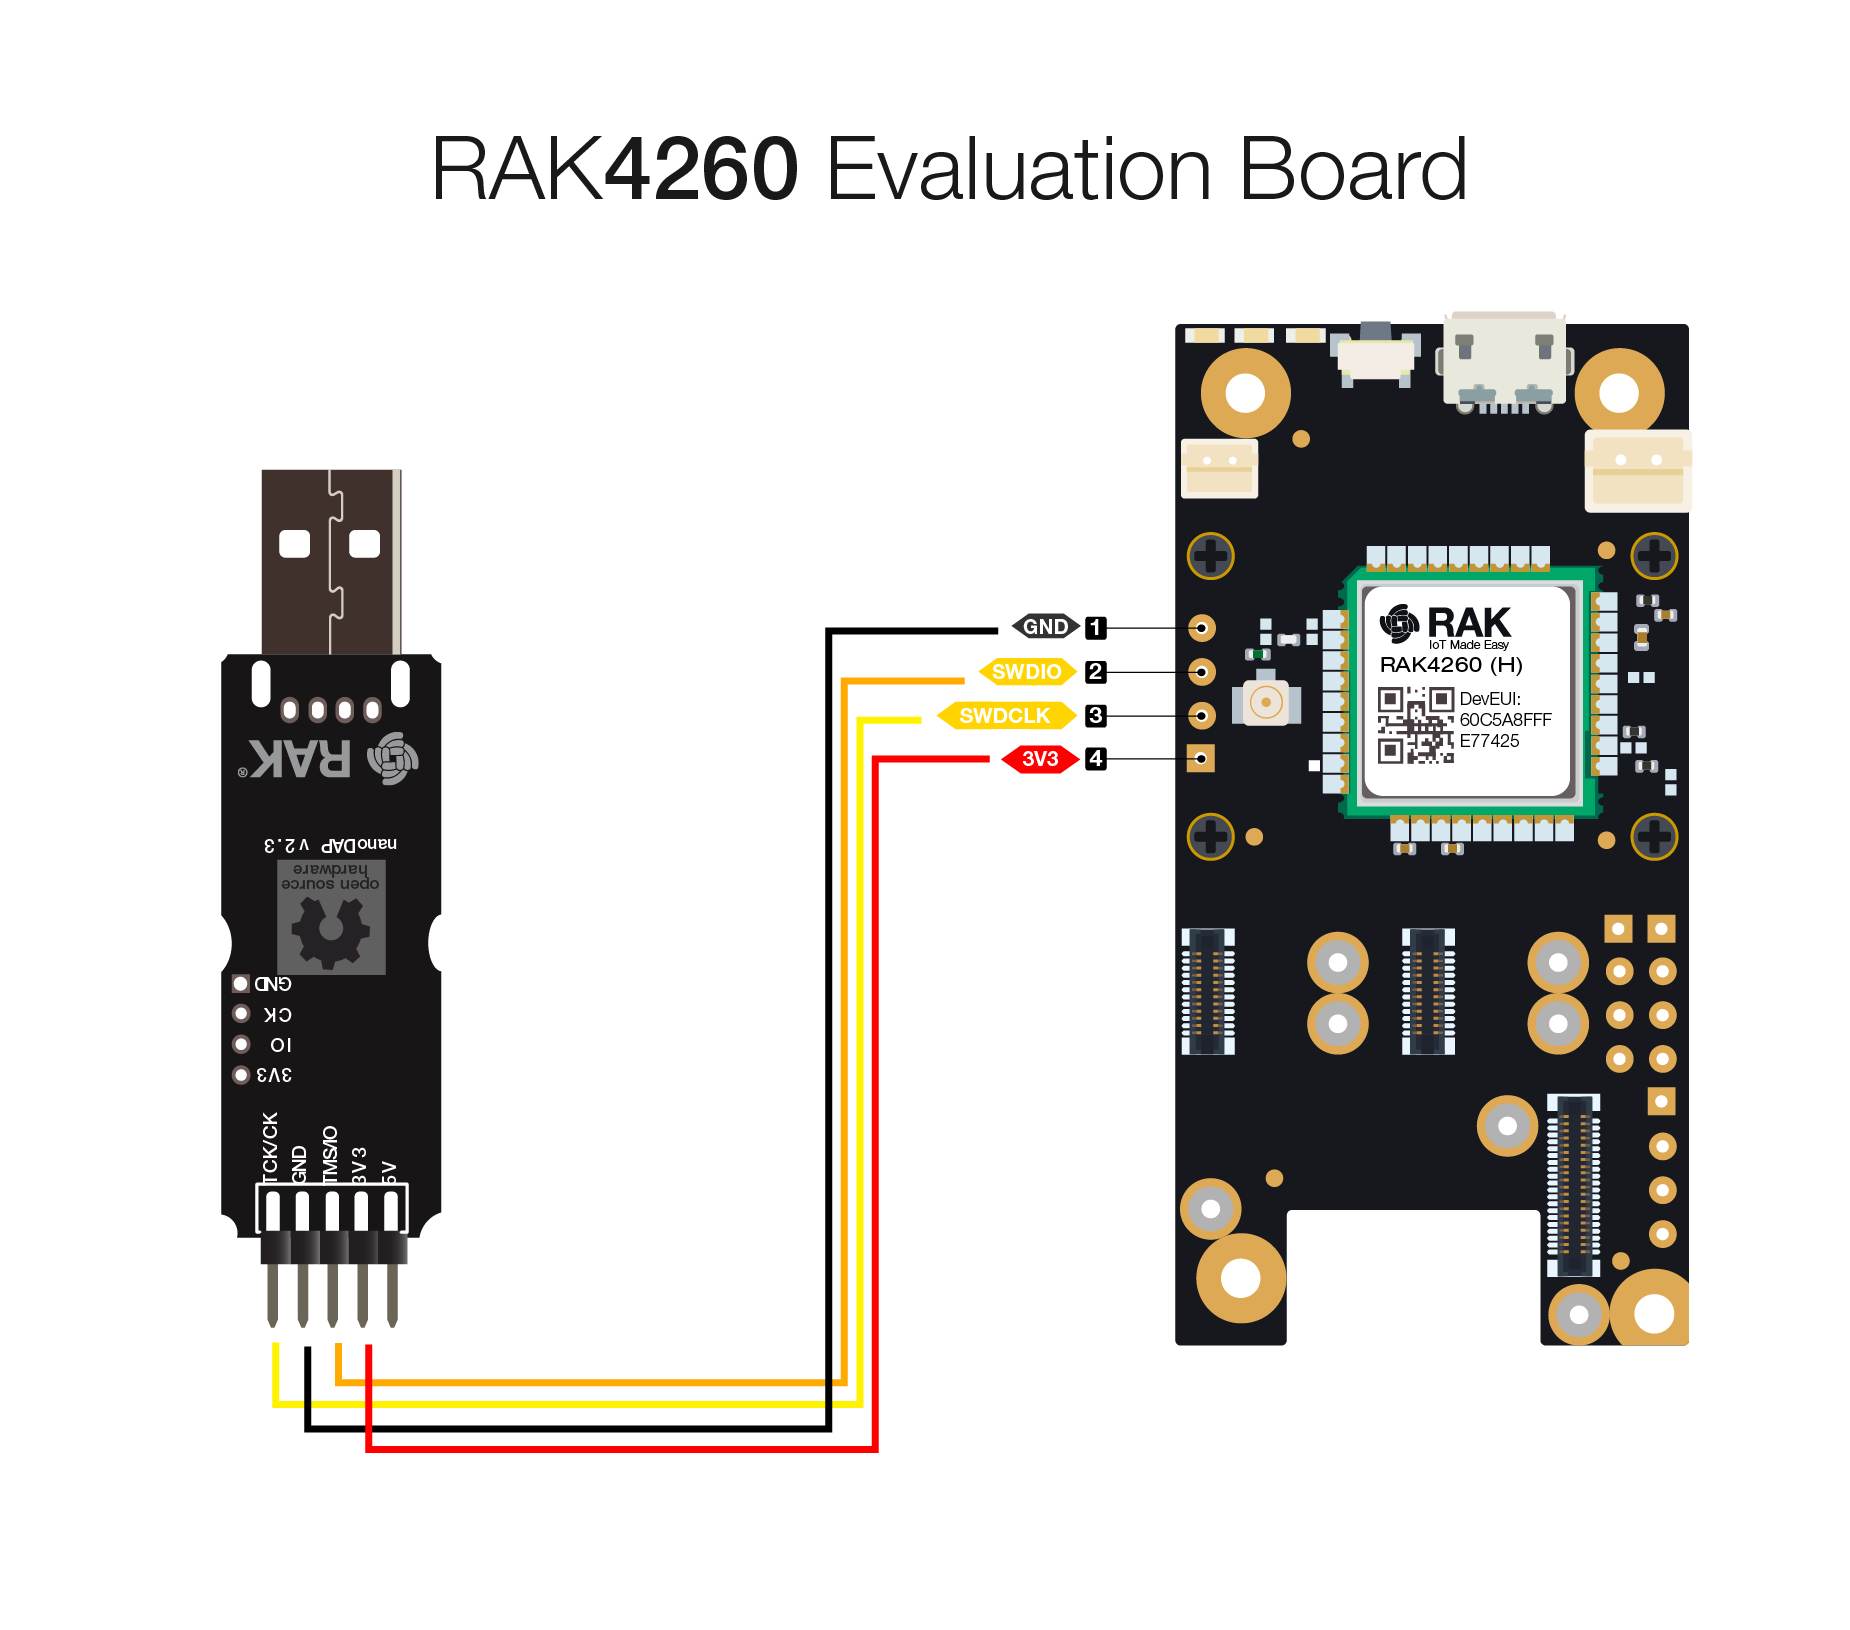 RAK4260 Evaluation Board
GND 1
SWDIO 2
SWDCLK 3
3V3 4
RAK
IoT Made Easy
RAK4260 (H)
DevEUI:
60C5A8FFF
E77425
RAK®
nanoDAP v2.3
open source
hardware
GND
CK
IO
3V3
TCK/CK
GND
TMS/IO
3V3
5V